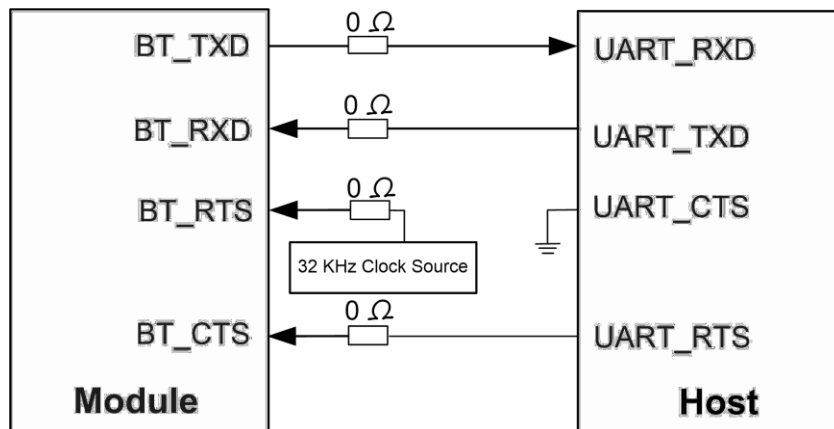 0 Ω
BT_TXD
UART_RXD
0 Ω
BT_RXD
UART_TXD
0 Ω
BT_RTS
UART_CTS
32 KHz Clock Source
0 Ω
BT_CTS
UART_RTS
Module
Host